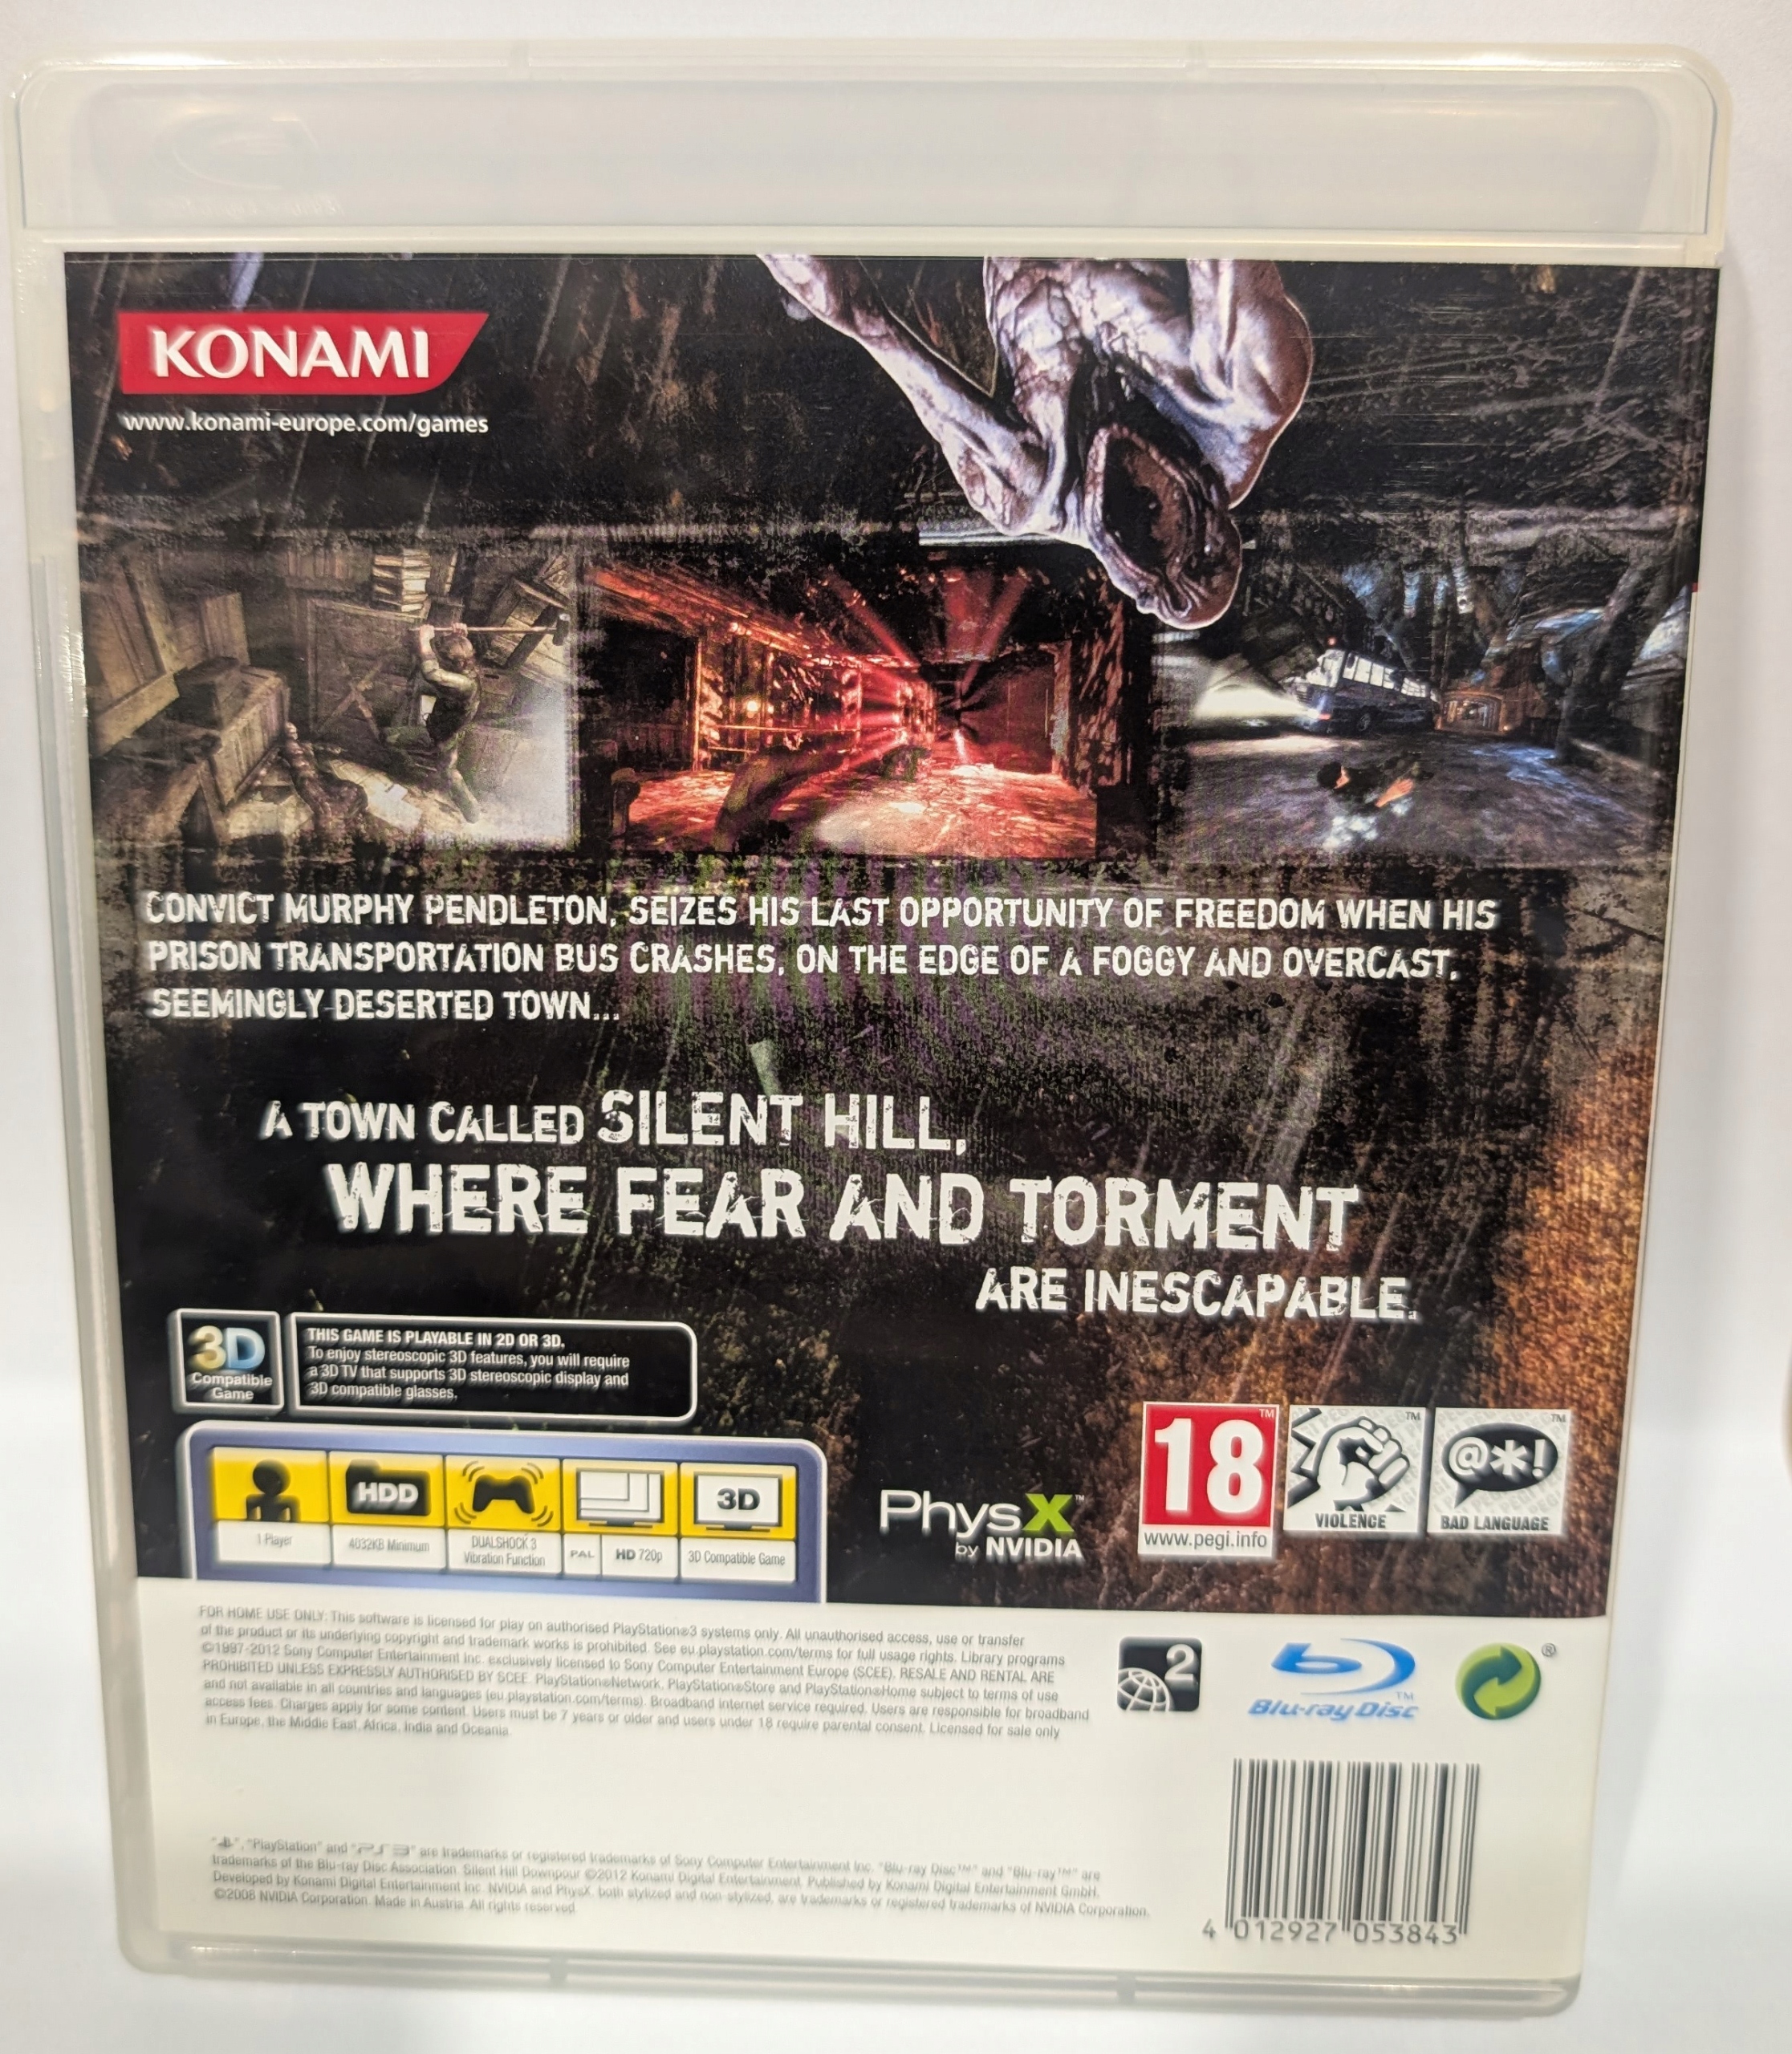 KONAMI
www.konami-europe.com/games
CONVICT MURPHY PENDLETON, SEIZES HIS LAST OPPORTUNITY OF FREEDOM WHEN HIS
PRISON TRANSPORTATION BUS CRASHES, ON THE EDGE OF A FOGGY AND OVERCAST,
SEEMINGLY DESERTED TOWN...
A TOWN CALLED SILENT HILL,
WHERE FEAR AND TORMENT
ARE INESCAPABLE.
3D
Compatible
Game
THIS GAME IS PLAYABLE IN 2D OR 3D.
To enjoy stereoscopic 3D features, you will require
a 3D TV that supports 3D stereoscopic display and
3D compatible glasses.
HDD
3D
1 Player
4032KB Minimum
DUALSHOCK 3
Vibration Function
PAL
HD 720p
3D Compatible Game
PhysX™
by NVIDIA
18™
www.pegi.info
™
VIOLENCE
@*!™
BAD LANGUAGE
FOR HOME USE ONLY: This software is licensed for play on authorised PlayStation®3 systems only. All unauthorised access, use or transfer
of the product or its underlying copyright and trademark works is prohibited. See eu.playstation.com/terms for full usage rights. Library programs
©1997-2012 Sony Computer Entertainment Inc. exclusively licensed to Sony Computer Entertainment Europe (SCEE). RESALE AND RENTAL ARE
PROHIBITED UNLESS EXPRESSLY AUTHORISED BY SCEE. PlayStation®Network, PlayStation®Store and PlayStation®Home subject to terms of use
and not available in all countries and languages (eu.playstation.com/terms). Broadband internet service required. Users are responsible for broadband
access fees. Charges apply for some content. Users must be 7 years or older and users under 18 require parental consent. Licensed for sale only
in Europe, the Middle East, Africa, India and Oceania.
2
Blu-ray Disc™
®
"PlayStation" and "PS3" are trademarks or registered trademarks of Sony Computer Entertainment Inc. "Blu-ray Disc™" and "Blu-ray™" are
trademarks of the Blu-ray Disc Association. Silent Hill Downpour ©2012 Konami Digital Entertainment. Published by Konami Digital Entertainment GmbH.
Developed by Konami Digital Entertainment Inc. NVIDIA and PhysX, both stylized and non stylized, are trademarks or registered trademarks of NVIDIA Corporation.
©2008 NVIDIA Corporation. Made in Austria. All rights reserved.
4 012927 053843